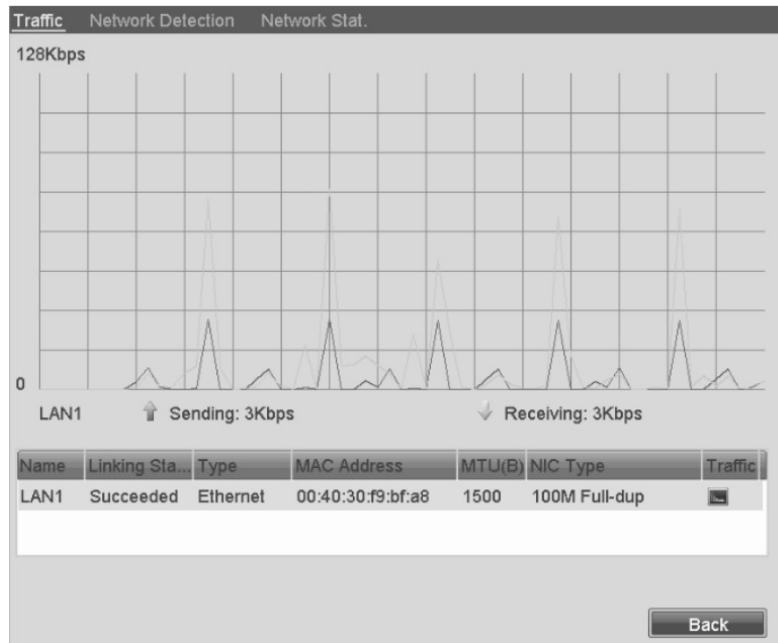 Traffic Network Detection Network Stat.
128Kbps
0
LAN1 Sending: 3Kbps Receiving: 3Kbps
Name Linking Sta... Type MAC Address MTU(B) NIC Type Traffic
LAN1 Succeeded Ethernet 00:40:30:f9:bf:a8 1500 100M Full-dup
Back